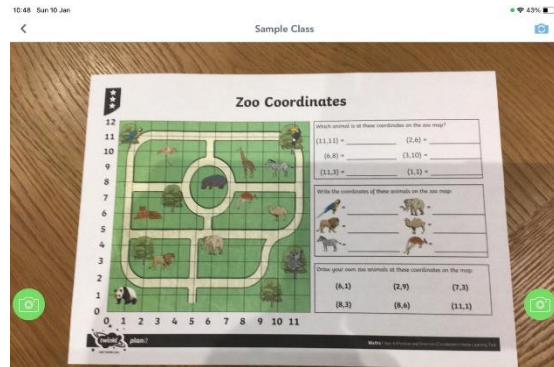 10:48 Sun 10 Jan
43%
Sample Class
Zoo Coordinates
12
11
10
9
8
7
6
5
4
3
2
1
0
0 1 2 3 4 5 6 7 8 9 10 11
Which animal is at these coordinates on the zoo map?
(11,11) = (2,6) =
(6,8) = (3,10) =
(11,3) = (1,1) =
Write the coordinates of these animals on the zoo map:
= =
= =
= =
Draw your own zoo animals at these coordinates on the map:
(6,1) (2,9) (7,3)
(8,3) (8,6) (11,1)
twinkl planit